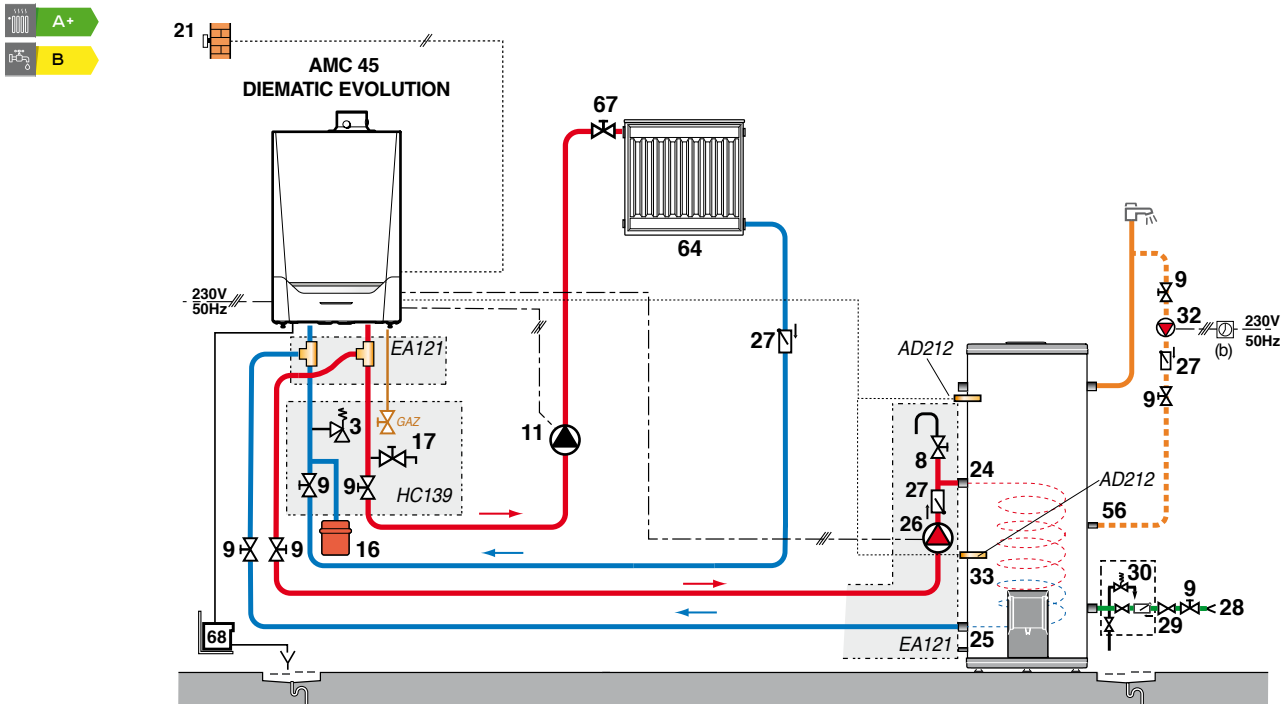 A+
B
21
AMC 45
DIEMATIC EVOLUTION
67
64
9
230V
50Hz
32
230V
50Hz
(b)
27
27
EA121
AD212
9
3
GAZ
17
11
8
24
AD212
9
9
HC139
27
56
26
9
9
16
33
30
9
28
29
68
25
EA121